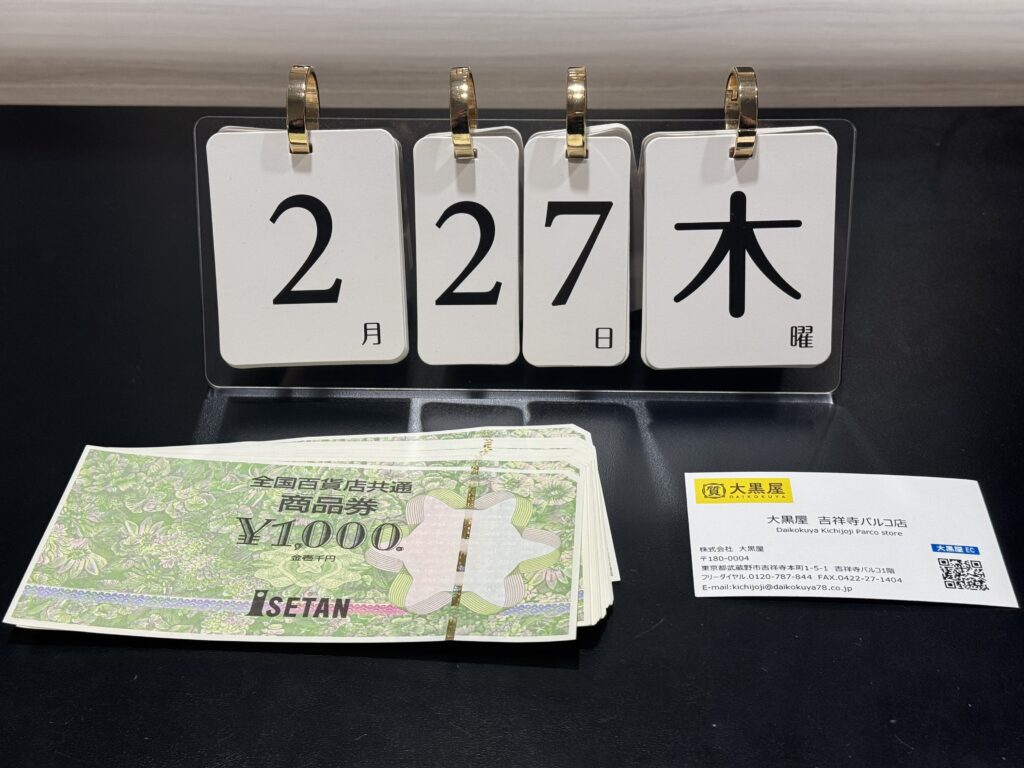 2
月
2
7
日
木
曜
全国百貨店共通
商品券
¥1,000
金壱千円
ISETAN
質 大黒屋
DAIKOKUYA
大黒屋 吉祥寺パルコ店
Daikokuya Kichijoji Parco store
株式会社 大黒屋
〒180-0004
東京都武蔵野市吉祥寺本町1-5-1 吉祥寺パルコ1階
フリーダイヤル.0120-787-844 FAX.0422-27-1404
E-mail:kichijoji@daikokuya78.co.jp
大黒屋 EC